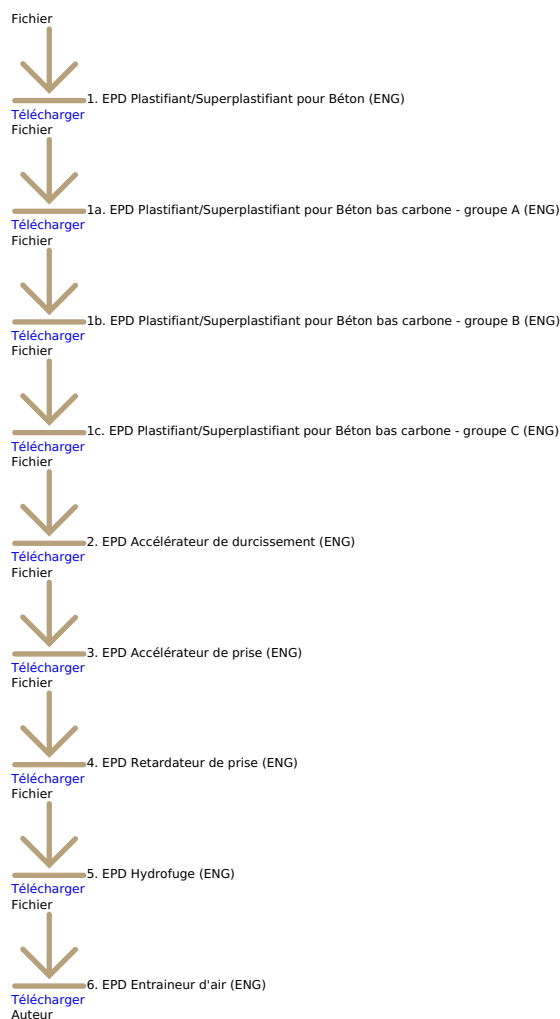 Fichier
1. EPD Plastifiant/Superplastifiant pour Béton (ENG)
Télécharger
Fichier
1a. EPD Plastifiant/Superplastifiant pour Béton bas carbone - groupe A (ENG)
Télécharger
Fichier
1b. EPD Plastifiant/Superplastifiant pour Béton bas carbone - groupe B (ENG)
Télécharger
Fichier
1c. EPD Plastifiant/Superplastifiant pour Béton bas carbone - groupe C (ENG)
Télécharger
Fichier
2. EPD Accélérateur de durcissement (ENG)
Télécharger
Fichier
3. EPD Accélérateur de prise (ENG)
Télécharger
Fichier
4. EPD Retardateur de prise (ENG)
Télécharger
Fichier
5. EPD Hydrofuge (ENG)
Télécharger
Fichier
6. EPD Entraineur d'air (ENG)
Télécharger
Auteur